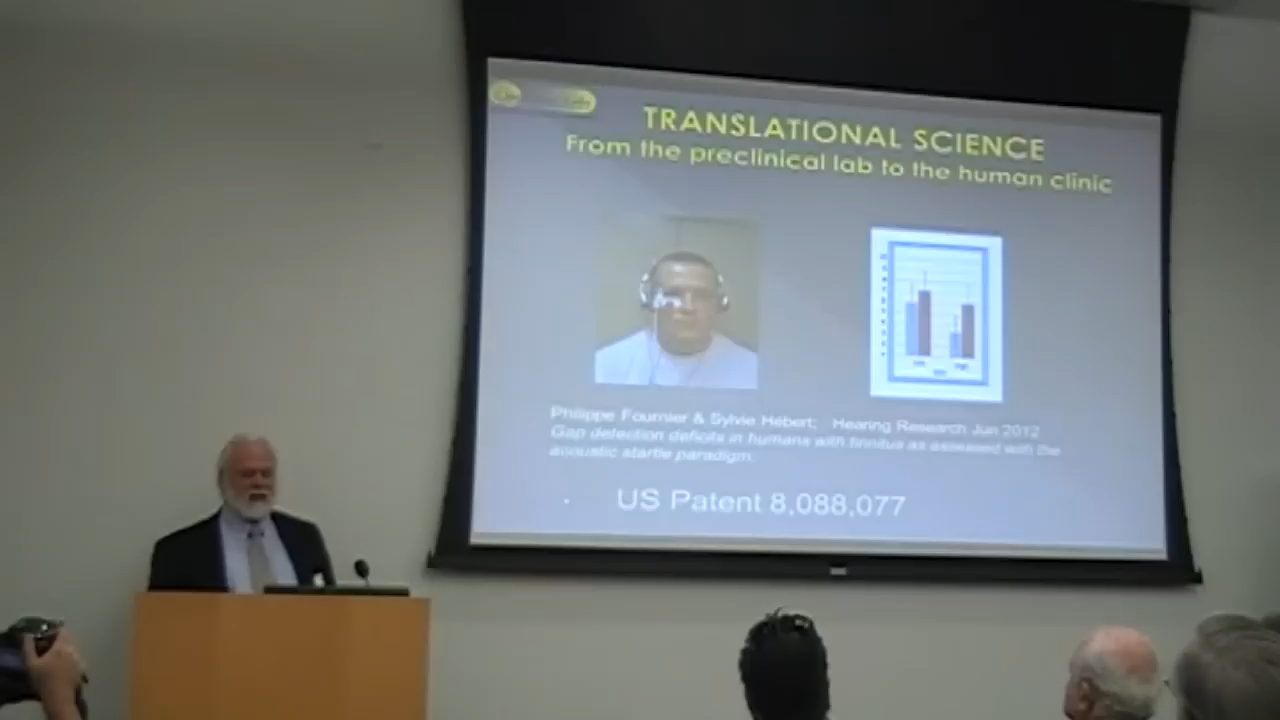 TRANSLATIONAL SCIENCE
From the preclinical lab to the human clinic
Philippe Fournier & Sylvie Hébert; Hearing Research Jun 2012
Gap detection deficits in humans with tinnitus as assessed with the
acoustic startle paradigm.
US Patent 8,088,077